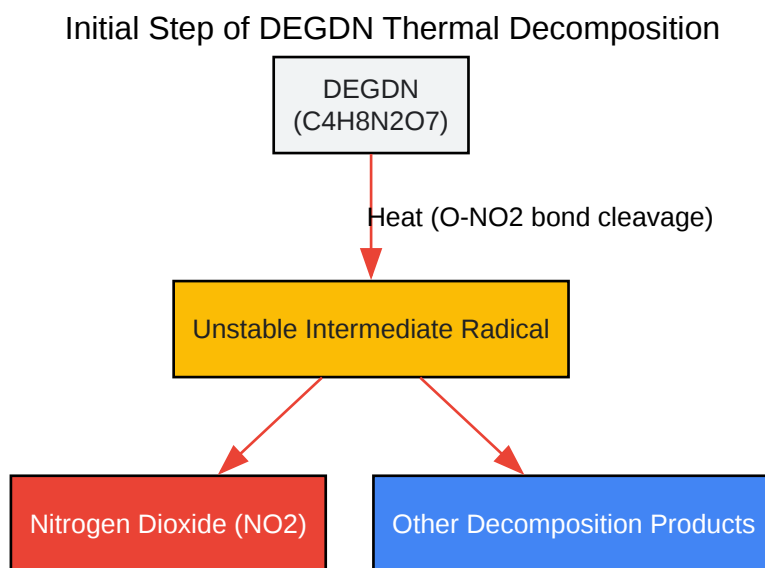 Initial Step of DEGDN Thermal Decomposition
DEGDN
(C4H8N2O7)
Heat (O-NO2 bond cleavage)
Unstable Intermediate Radical
Nitrogen Dioxide (NO2)
Other Decomposition Products